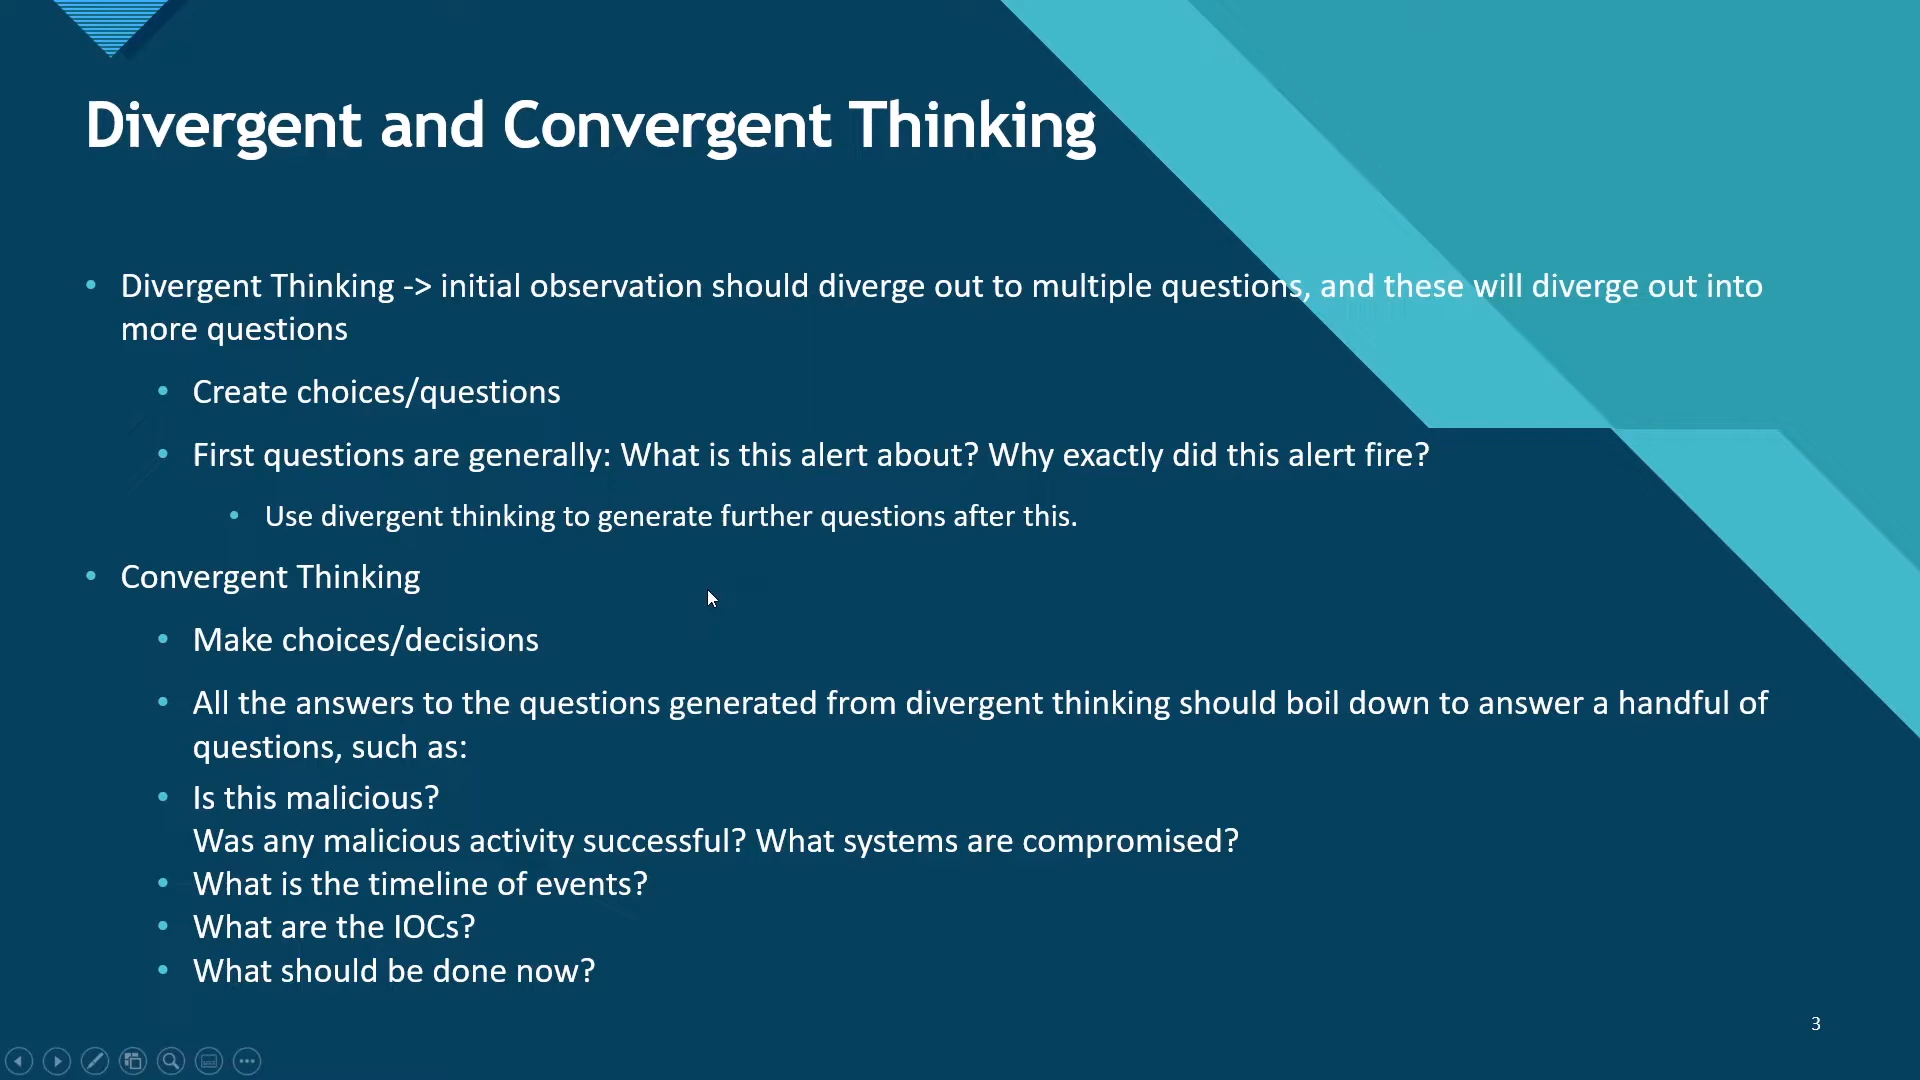 Divergent and Convergent Thinking
• Divergent Thinking -> initial observation should diverge out to multiple questions, and these will diverge out into
more questions
• Create choices/questions
• First questions are generally: What is this alert about? Why exactly did this alert fire?
• Use divergent thinking to generate further questions after this.
• Convergent Thinking
• Make choices/decisions
• All the answers to the questions generated from divergent thinking should boil down to answer a handful of
questions, such as:
• Is this malicious?
Was any malicious activity successful? What systems are compromised?
• What is the timeline of events?
• What are the IOCs?
• What should be done now?
3